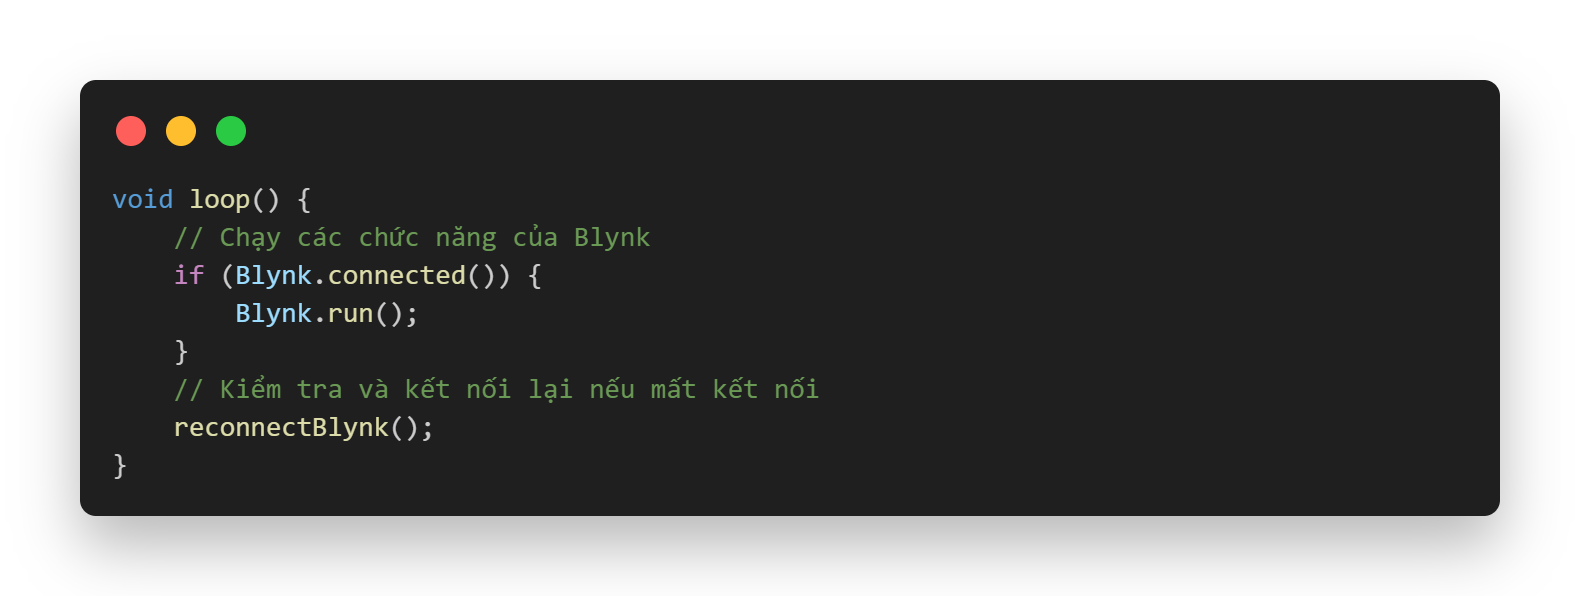 void loop() {
    // Chạy các chức năng của Blynk
    if (Blynk.connected()) {
        Blynk.run();
    }
    // Kiểm tra và kết nối lại nếu mất kết nối
    reconnectBlynk();
}